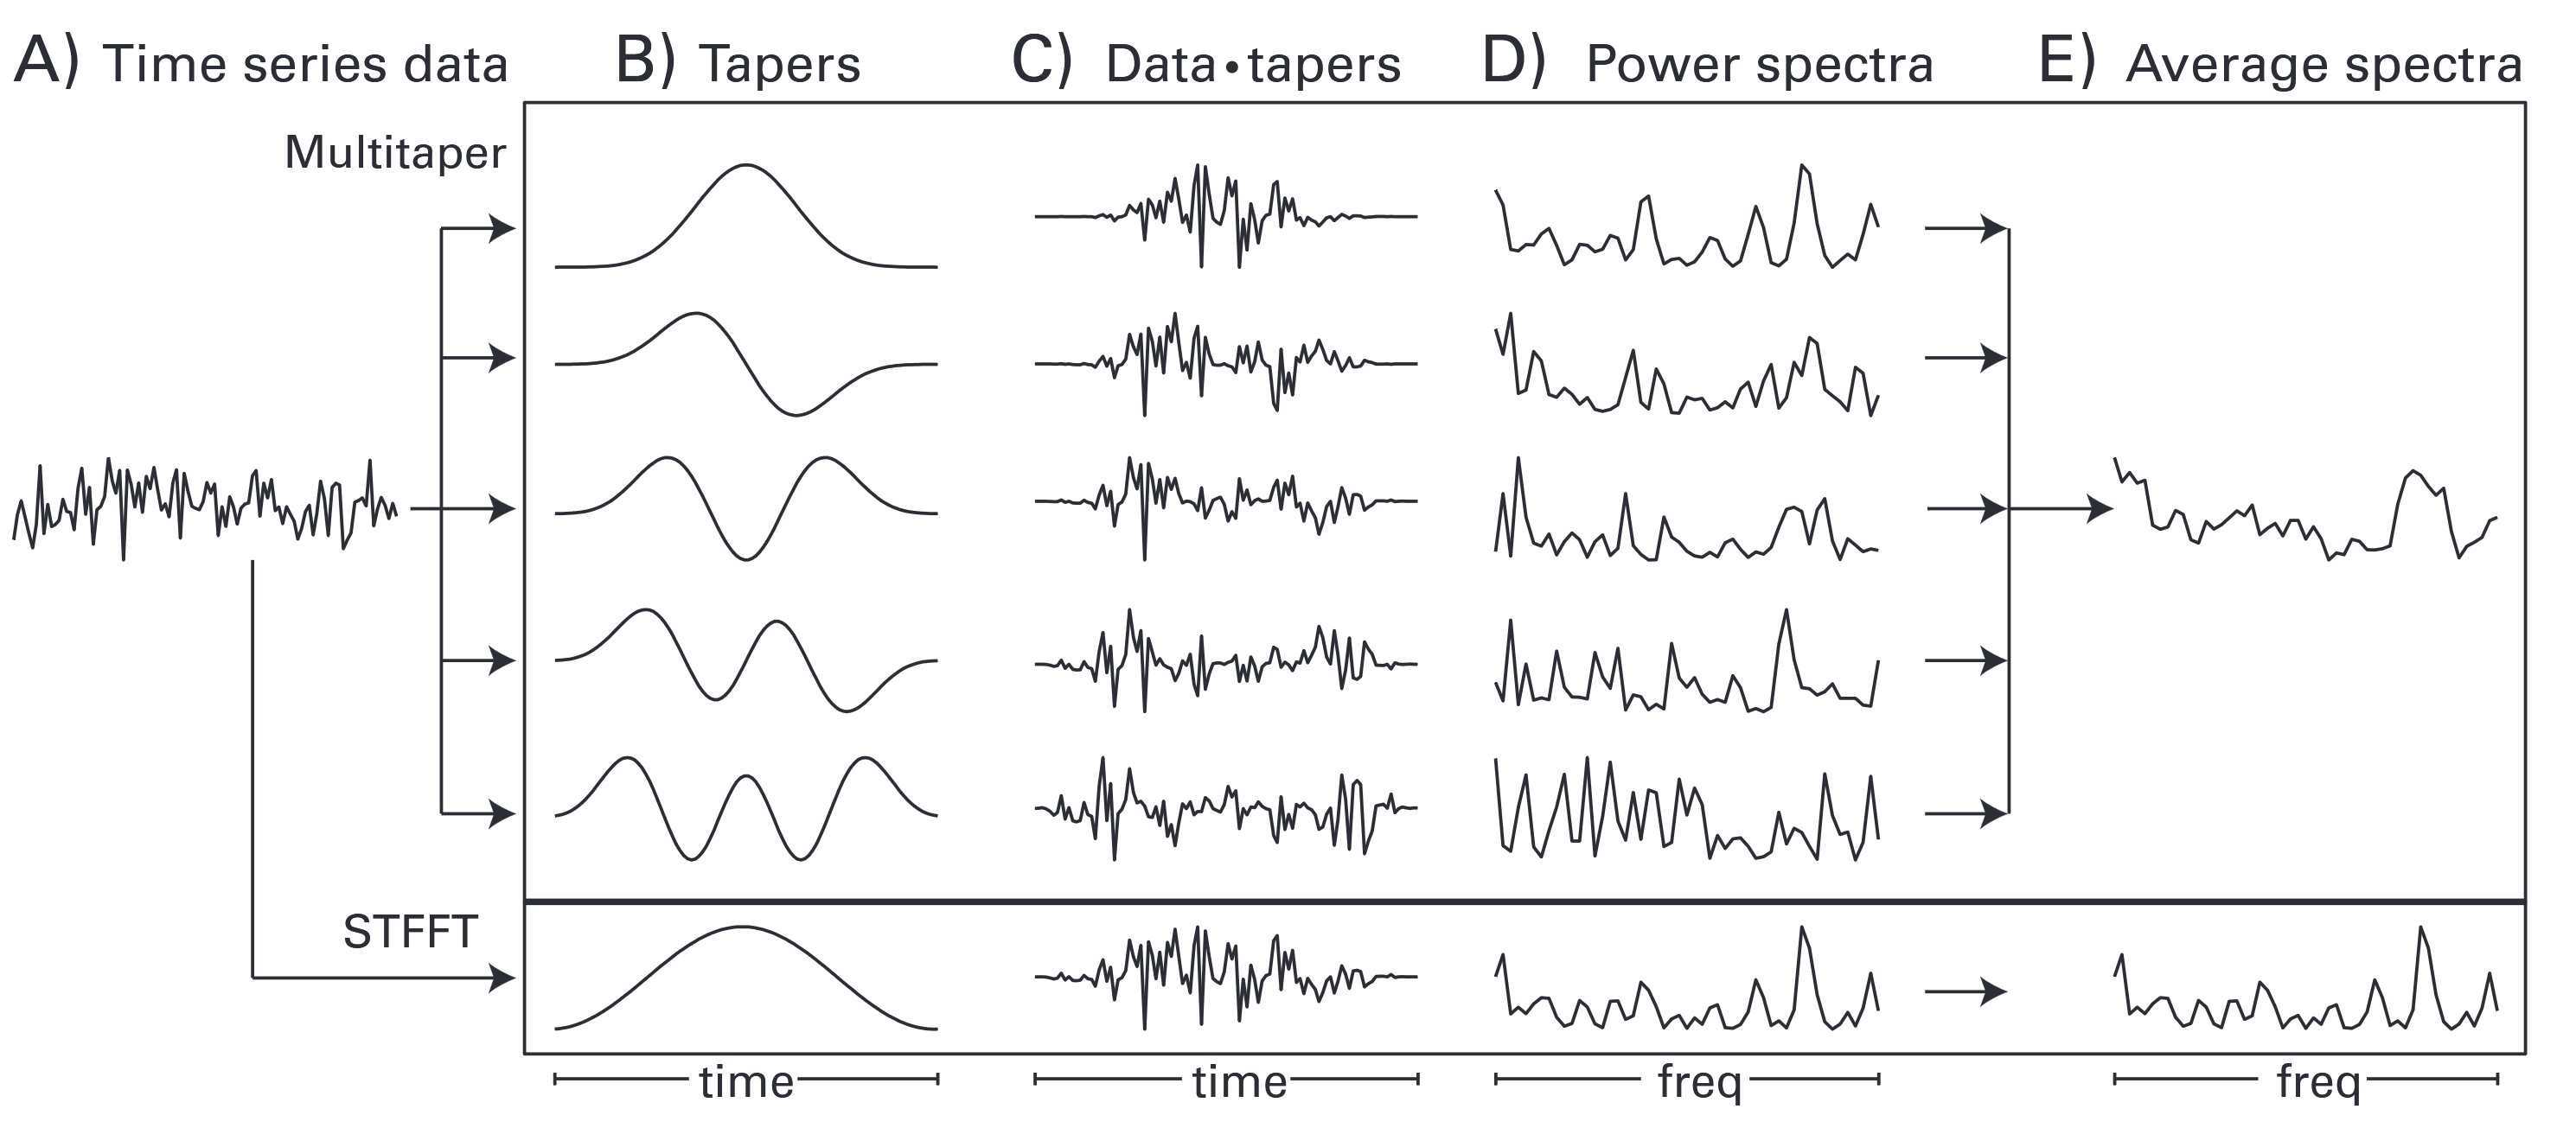 A) Time series data
B) Tapers
C) Data•tapers
D) Power spectra
E) Average spectra
Multitaper
STFFT
time
time
freq
freq